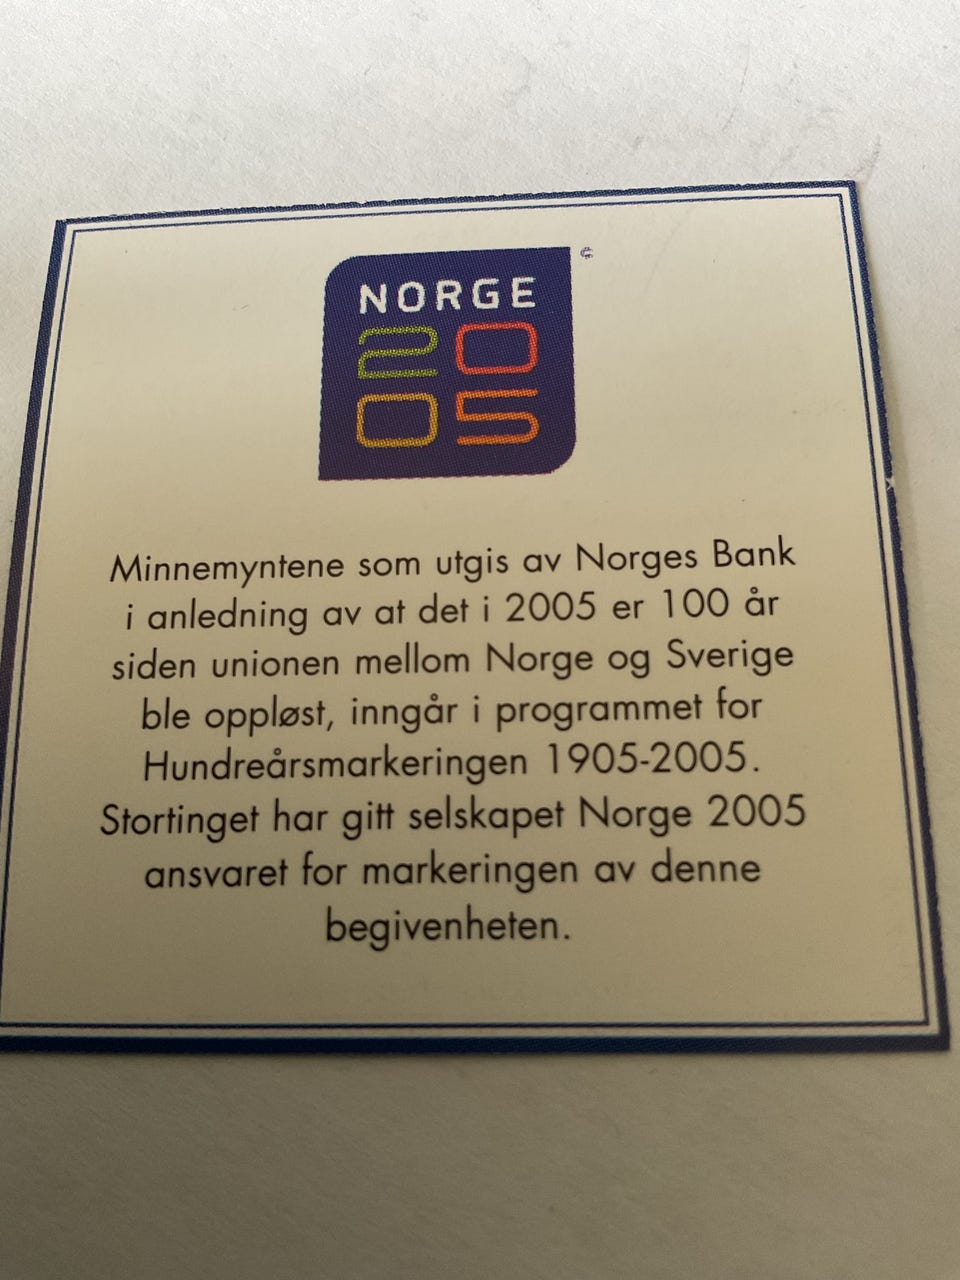 NORGE
20
05
©
Minnemyntene som utgis av Norges Bank
i anledning av at det i 2005 er 100 år
siden unionen mellom Norge og Sverige
ble oppløst, inngår i programmet for
Hundreårsmarkeringen 1905-2005.
Stortinget har gitt selskapet Norge 2005
ansvaret for markeringen av denne
begivenheten.